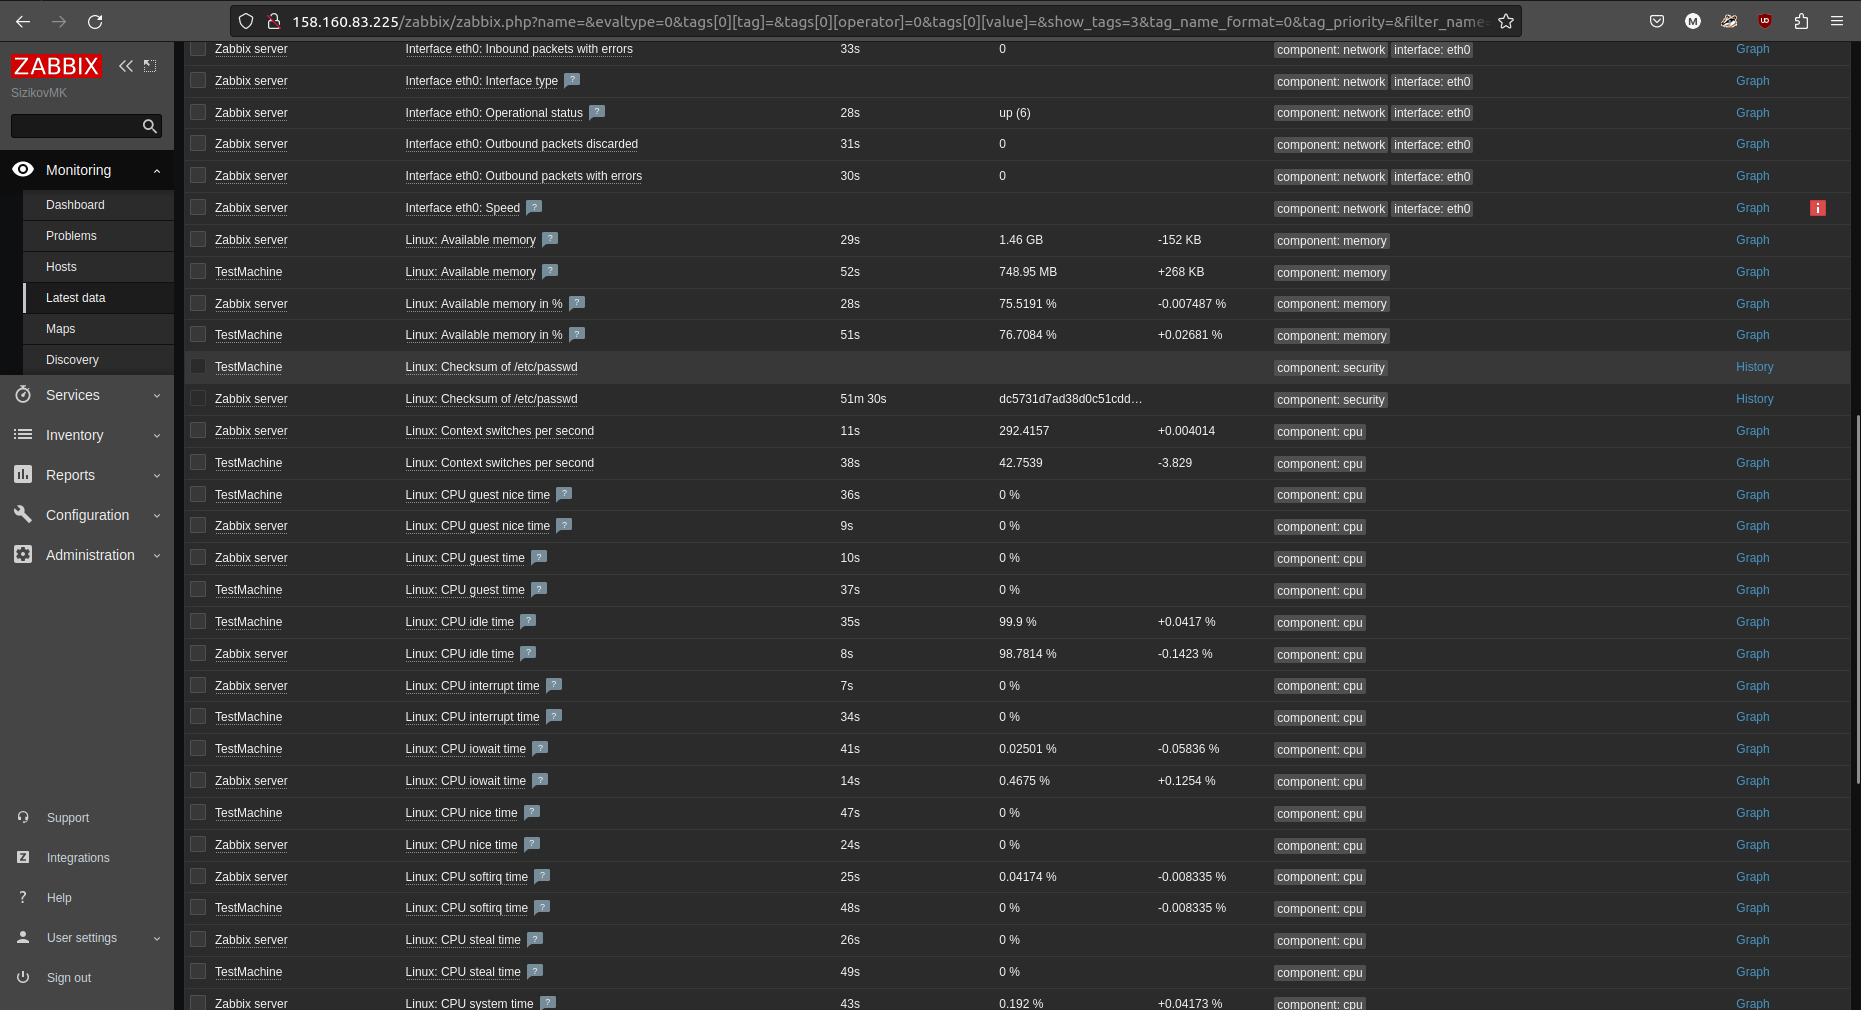 158.160.83.225/zabbix/zabbix.php?name=&evaltype=0&tags[0][tag]=&tags[0][operator]=0&tags[0][value]=&show_tags=3&tag_name_format=0&tag_priority=&filter_name=
ZABBIX
SizikovMK
Monitoring
Dashboard
Problems
Hosts
Latest data
Maps
Discovery
Services
Inventory
Reports
Configuration
Administration
Support
Integrations
Help
User settings
Sign out
Zabbix server Interface eth0: Inbound packets with errors 33s 0 component: network interface: eth0 Graph
Zabbix server Interface eth0: Interface type ? component: network interface: eth0 Graph
Zabbix server Interface eth0: Operational status ? 28s up (6) component: network interface: eth0 Graph
Zabbix server Interface eth0: Outbound packets discarded 31s 0 component: network interface: eth0 Graph
Zabbix server Interface eth0: Outbound packets with errors 30s 0 component: network interface: eth0 Graph
Zabbix server Interface eth0: Speed ? component: network interface: eth0 Graph i
Zabbix server Linux: Available memory ? 29s 1.46 GB -152 KB component: memory Graph
TestMachine Linux: Available memory ? 52s 748.95 MB +268 KB component: memory Graph
Zabbix server Linux: Available memory in % ? 28s 75.5191 % -0.007487 % component: memory Graph
TestMachine Linux: Available memory in % ? 51s 76.7084 % +0.02681 % component: memory Graph
TestMachine Linux: Checksum of /etc/passwd component: security History
Zabbix server Linux: Checksum of /etc/passwd 51m 30s dc5731d7ad38d0c51cdd… component: security History
Zabbix server Linux: Context switches per second 11s 292.4157 +0.004014 component: cpu Graph
TestMachine Linux: Context switches per second 38s 42.7539 -3.829 component: cpu Graph
TestMachine Linux: CPU guest nice time ? 36s 0 % component: cpu Graph
Zabbix server Linux: CPU guest nice time ? 9s 0 % component: cpu Graph
Zabbix server Linux: CPU guest time ? 10s 0 % component: cpu Graph
TestMachine Linux: CPU guest time ? 37s 0 % component: cpu Graph
TestMachine Linux: CPU idle time ? 35s 99.9 % +0.0417 % component: cpu Graph
Zabbix server Linux: CPU idle time ? 8s 98.7814 % -0.1423 % component: cpu Graph
Zabbix server Linux: CPU interrupt time ? 7s 0 % component: cpu Graph
TestMachine Linux: CPU interrupt time ? 34s 0 % component: cpu Graph
TestMachine Linux: CPU iowait time ? 41s 0.02501 % -0.05836 % component: cpu Graph
Zabbix server Linux: CPU iowait time ? 14s 0.4675 % +0.1254 % component: cpu Graph
TestMachine Linux: CPU nice time ? 47s 0 % component: cpu Graph
Zabbix server Linux: CPU nice time ? 24s 0 % component: cpu Graph
Zabbix server Linux: CPU softirq time ? 25s 0.04174 % -0.008335 % component: cpu Graph
TestMachine Linux: CPU softirq time ? 48s 0 % -0.008335 % component: cpu Graph
Zabbix server Linux: CPU steal time ? 26s 0 % component: cpu Graph
TestMachine Linux: CPU steal time ? 49s 0 % component: cpu Graph
Zabbix server Linux: CPU system time ? 43s 0.192 % +0.04173 % component: cpu Graph